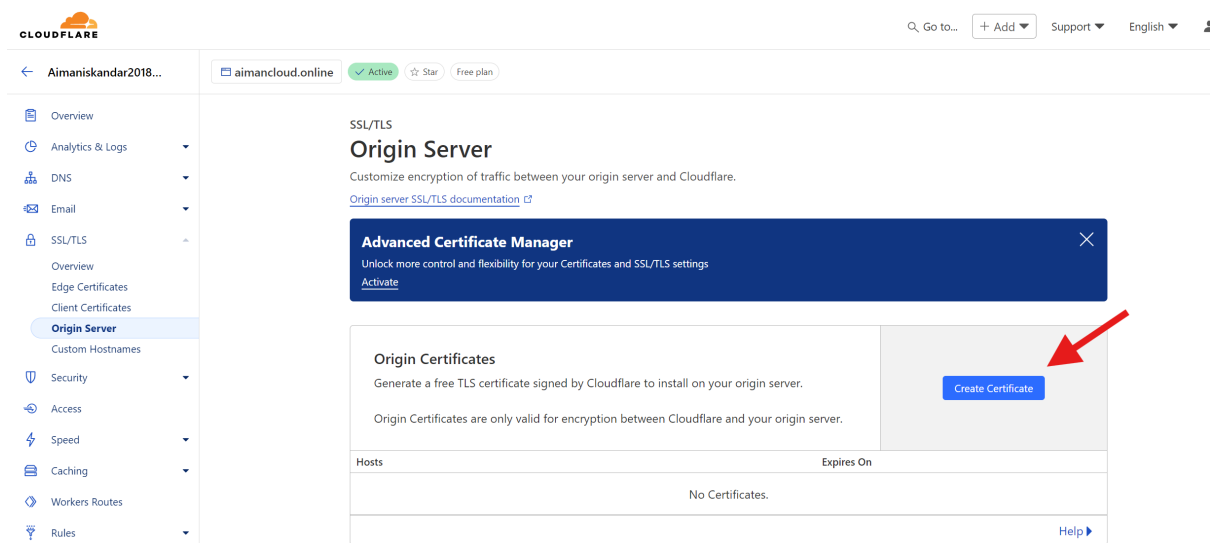 CLOUDFLARE
Go to...
+ Add
Support
English
Aimaniskandar2018...
aimancloud.online
Active
Star
Free plan
Overview
Analytics & Logs
DNS
Email
SSL/TLS
Overview
Edge Certificates
Client Certificates
Origin Server
Custom Hostnames
Security
Access
Speed
Caching
Workers Routes
Rules
SSL/TLS
Origin Server
Customize encryption of traffic between your origin server and Cloudflare.
Origin server SSL/TLS documentation
Advanced Certificate Manager
Unlock more control and flexibility for your Certificates and SSL/TLS settings
Activate
Origin Certificates
Generate a free TLS certificate signed by Cloudflare to install on your origin server.
Origin Certificates are only valid for encryption between Cloudflare and your origin server.
Create Certificate
Hosts Expires On
No Certificates.
Help